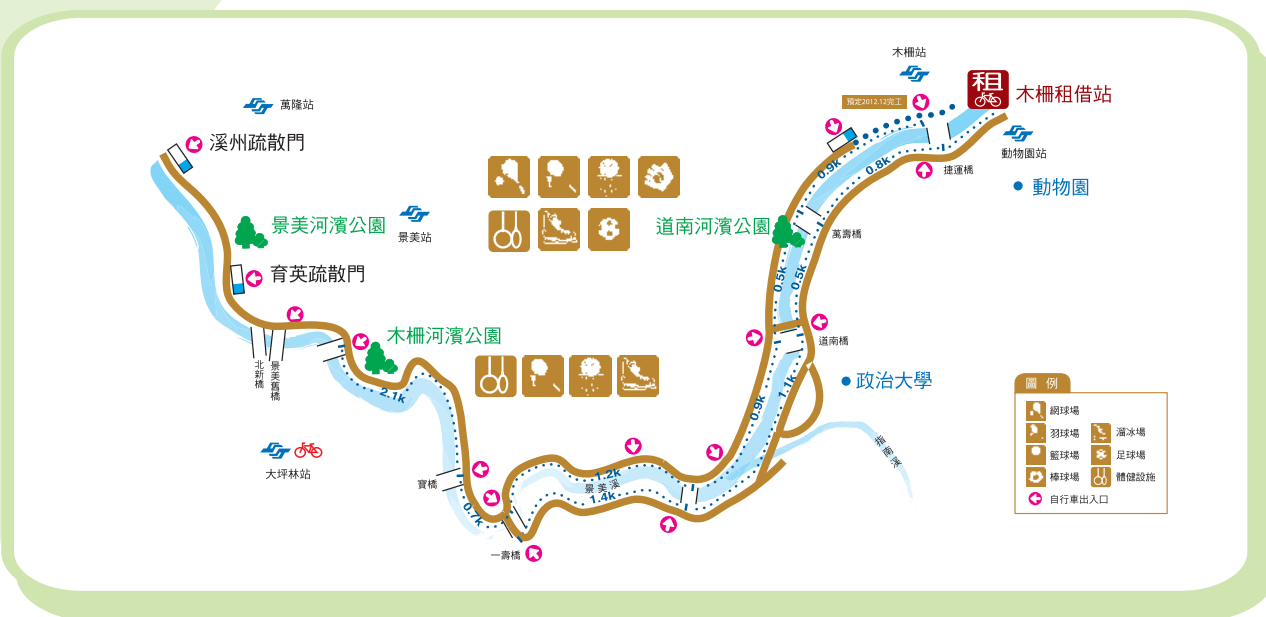 木柵站
租
木柵租借站
預定2012.12完工
萬隆站
溪州疏散門
動物園站
動物園
捷運橋
0.9k
0.8k
景美河濱公園
景美站
道南河濱公園
萬壽橋
育英疏散門
0.5k
0.5k
木柵河濱公園
道南橋
北新橋
景美舊橋
2.1k
政治大學
1.1k
0.9k
圖 例
網球場
羽球場
溜冰場
籃球場
足球場
棒球場
體健設施
自行車出入口
指南溪
大坪林站
寶橋
1.2k
景美溪
1.4k
0.7k
一壽橋